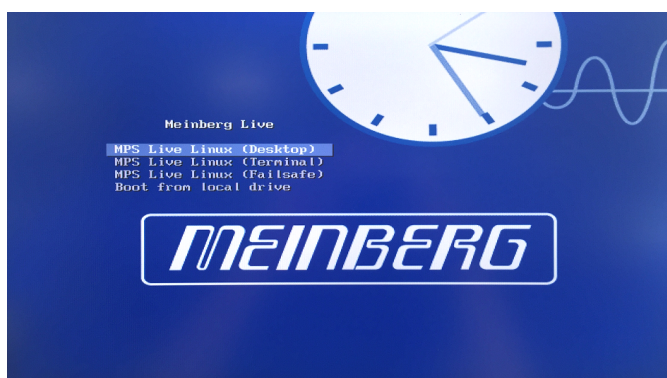 Meinberg Live
MPS Live Linux (Desktop)
MPS Live Linux (Terminal)
MPS Live Linux (Failsafe)
Boot from local drive
MEINBERG